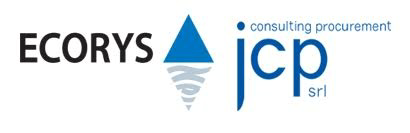 ECORYS
consulting procurement
jcp
srl